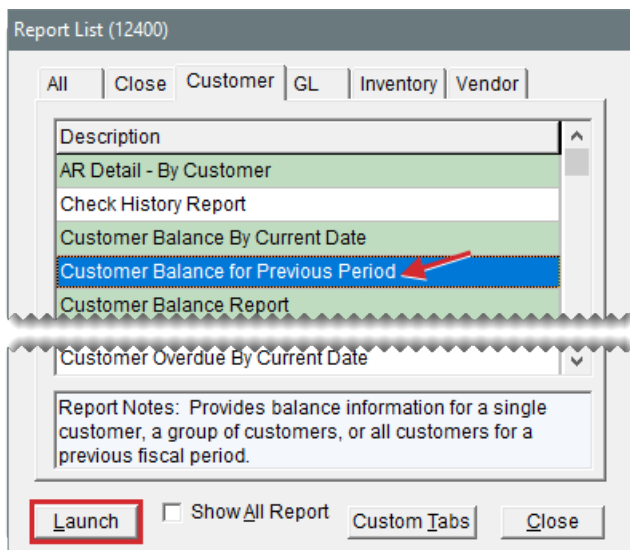 Report List (12400)
All Close Customer GL Inventory Vendor
Description
AR Detail - By Customer
Check History Report
Customer Balance By Current Date
Customer Balance for Previous Period
Customer Balance Report
Customer Overdue By Current Date
Report Notes: Provides balance information for a single
customer, a group of customers, or all customers for a
previous fiscal period.
Launch Show All Report Custom Tabs Close